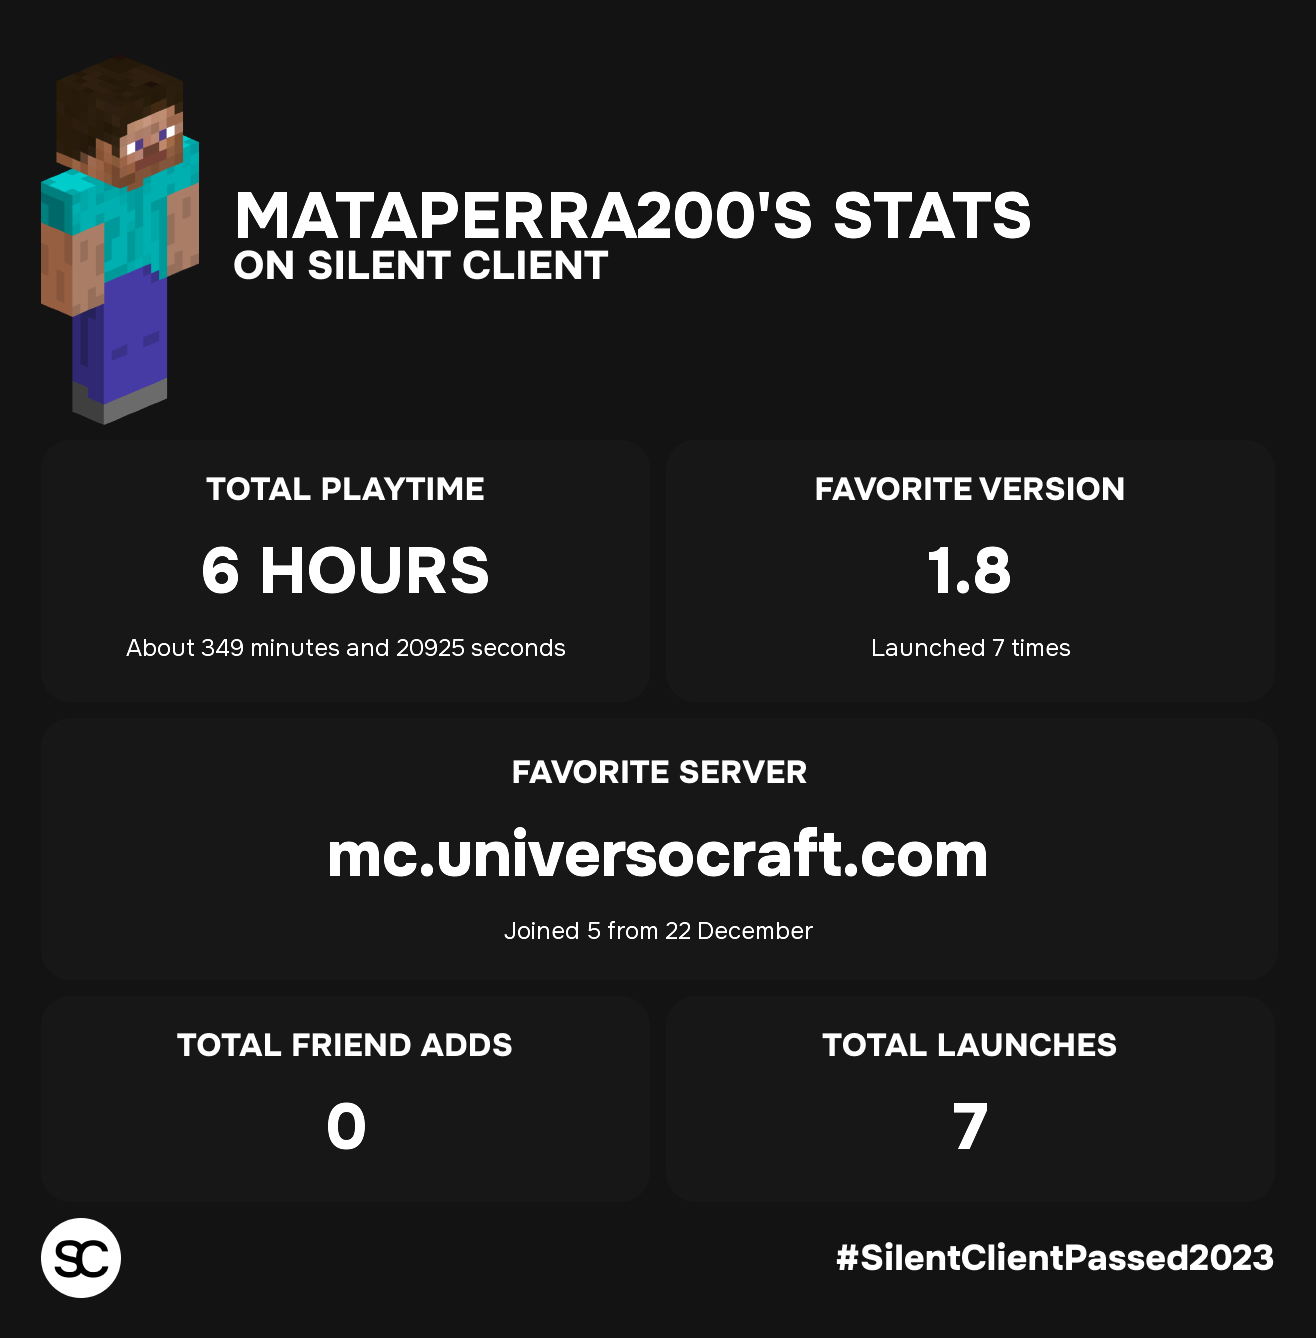 MATAPERRA200'S STATS
ON SILENT CLIENT
TOTAL PLAYTIME
6 HOURS
About 349 minutes and 20925 seconds
FAVORITE VERSION
1.8
Launched 7 times
FAVORITE SERVER
mc.universocraft.com
Joined 5 from 22 December
TOTAL FRIEND ADDS
0
TOTAL LAUNCHES
7
SC
#SilentClientPassed2023